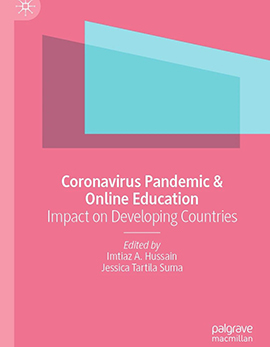 Coronavirus Pandemic &
Online Education
Impact on Developing Countries
Edited by
Imtiaz A. Hussain
Jessica Tartila Suma
palgrave
macmillan